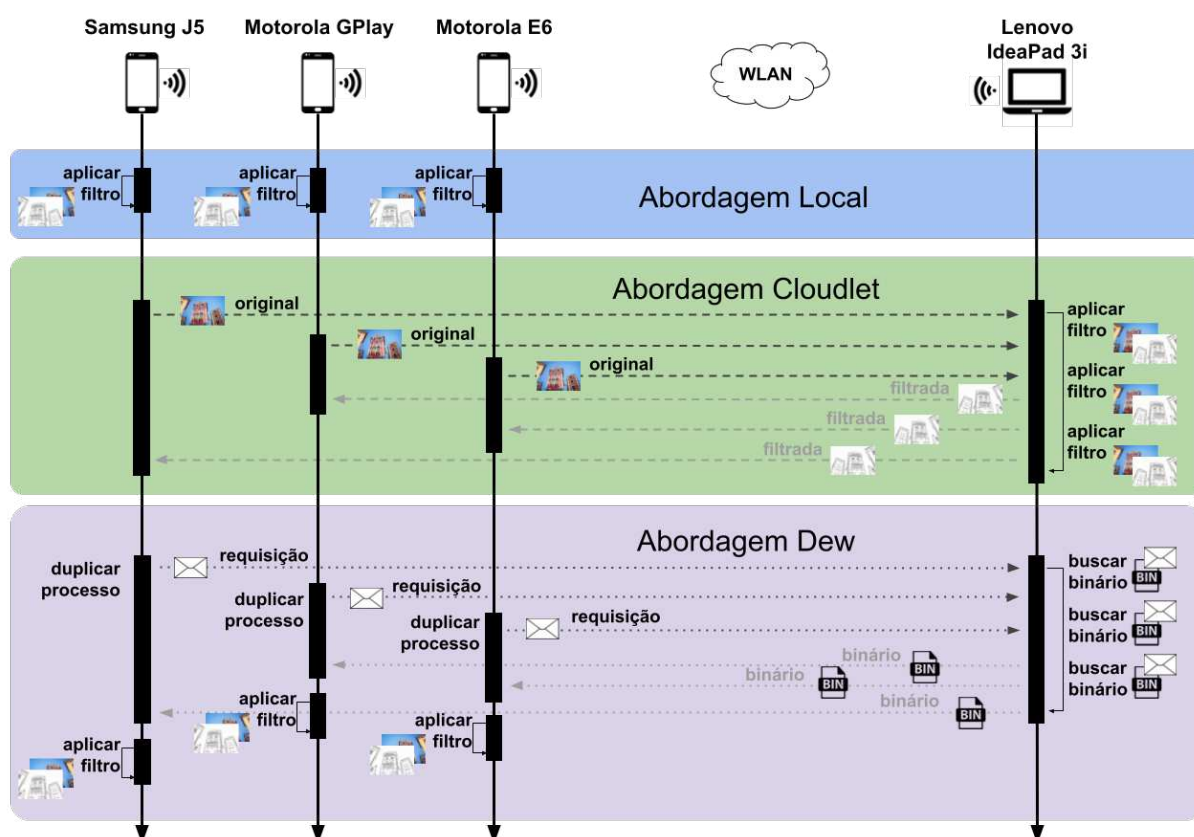 Samsung J5
Motorola GPlay
Motorola E6
Lenovo
IdeaPad 3i
WLAN
aplicar
filtro
aplicar
filtro
aplicar
filtro
Abordagem Local
Abordagem Cloudlet
original
original
original
filtrada
filtrada
filtrada
aplicar
filtro
aplicar
filtro
aplicar
filtro
Abordagem Dew
duplicar
processo
requisição
duplicar
processo
requisição
duplicar
processo
requisição
buscar
binário
BIN
buscar
binário
BIN
buscar
binário
BIN
binário
BIN
binário
BIN
binário
BIN
aplicar
filtro
aplicar
filtro
aplicar
filtro